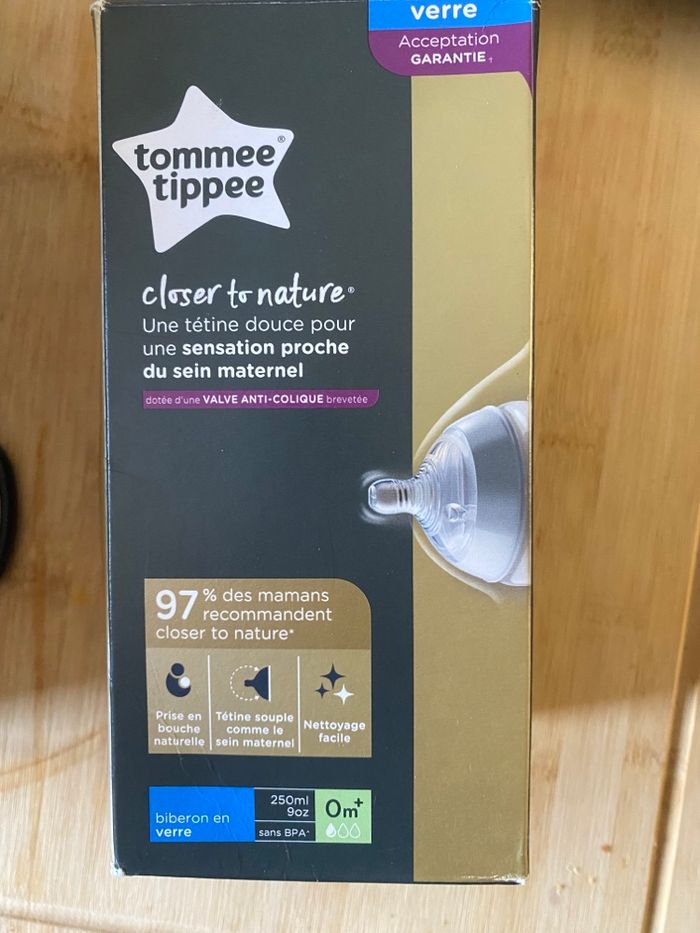 verre
Acceptation
GARANTIE†
tommee®
tippee
closer to nature®
Une tétine douce pour
une sensation proche
du sein maternel
dotée d'une VALVE ANTI-COLIQUE brevetée
97% des mamans
recommandent
closer to nature*
Prise en
bouche
naturelle
Tétine souple
comme le
sein maternel
Nettoyage
facile
biberon en
verre
250ml
9oz
sans BPA^
0m+